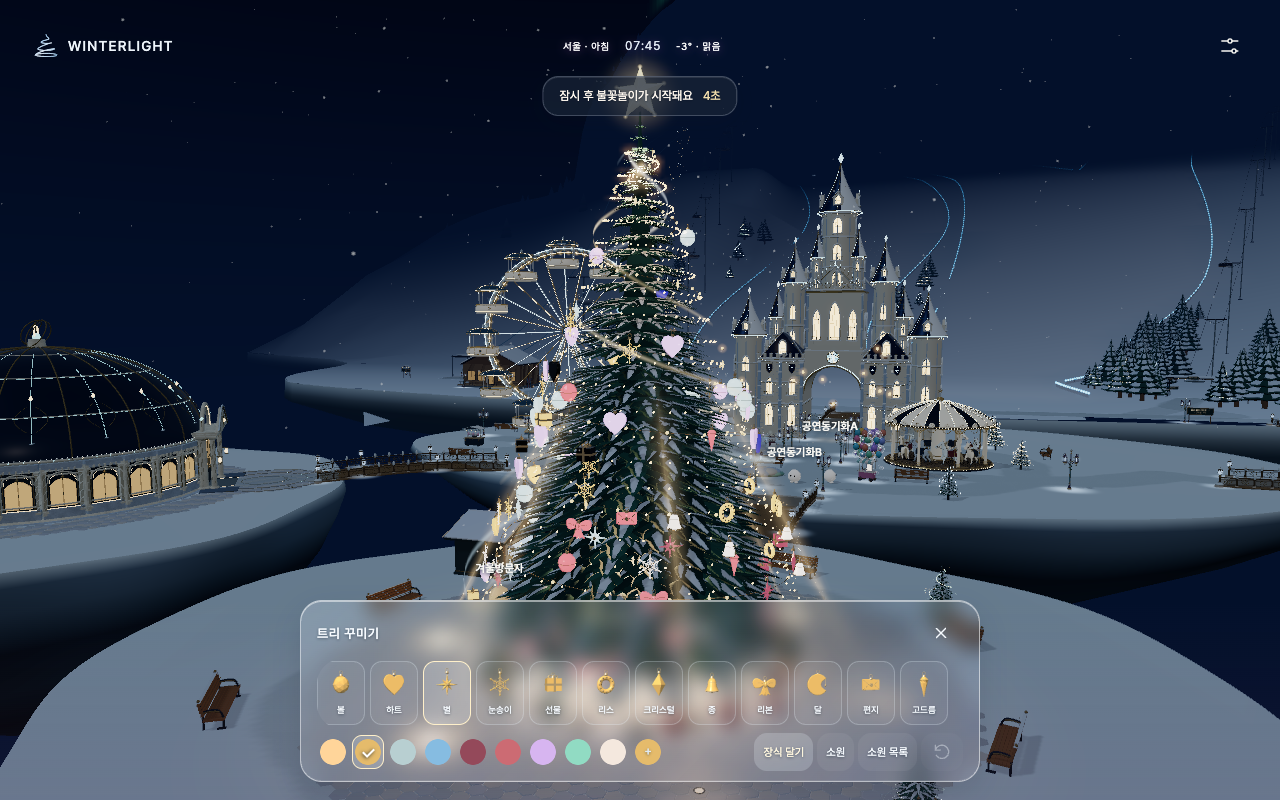 WINTERLIGHT
서울 · 아침 07:45 -3° · 맑음
잠시 후 불꽃놀이가 시작돼요 4초
공연동기화A
공연동기화B
겨울방문자
트리 꾸미기
볼 하트 별 눈송이 선물 리스 크리스털 종 리본 달 편지 고드름
장식 달기 소원 소원 목록